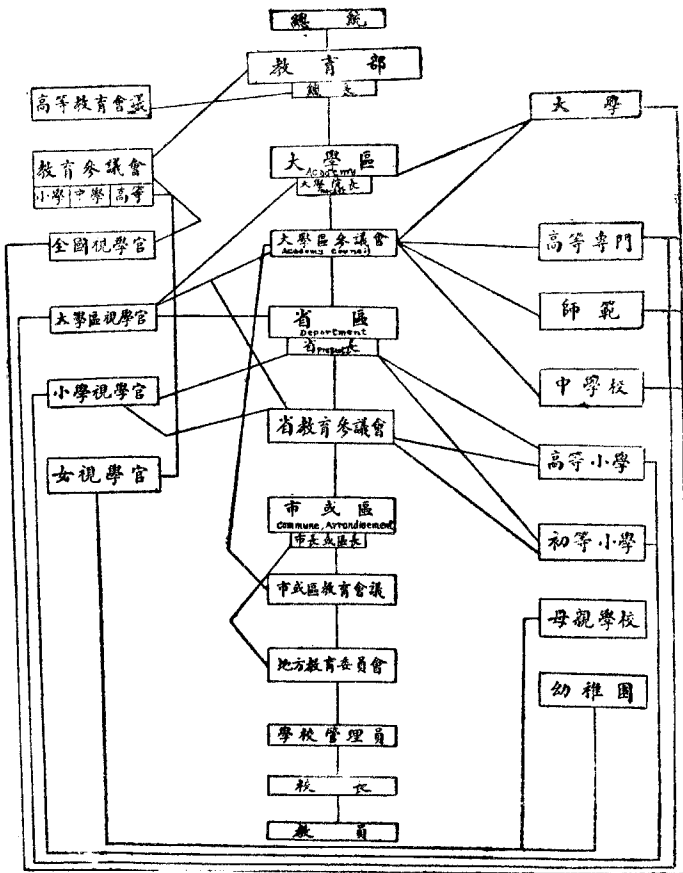 總統
教育部
總長
高等教育會議
大學
教育參議會
小學 中學 高等
大學區
Academy
大學院長
全國視學官
大學區參議會
Academy Council
高等專門
大學區視學官
省區
Department
省長
Prefect
師範
小學視學官
中學校
省教育參議會
女視學官
高等小學
市或區
Commune, Arrandisement
市長或區長
初等小學
市或區教育會議
母親學校
地方教育委員會
幼稚園
學校管理員
校長
教員